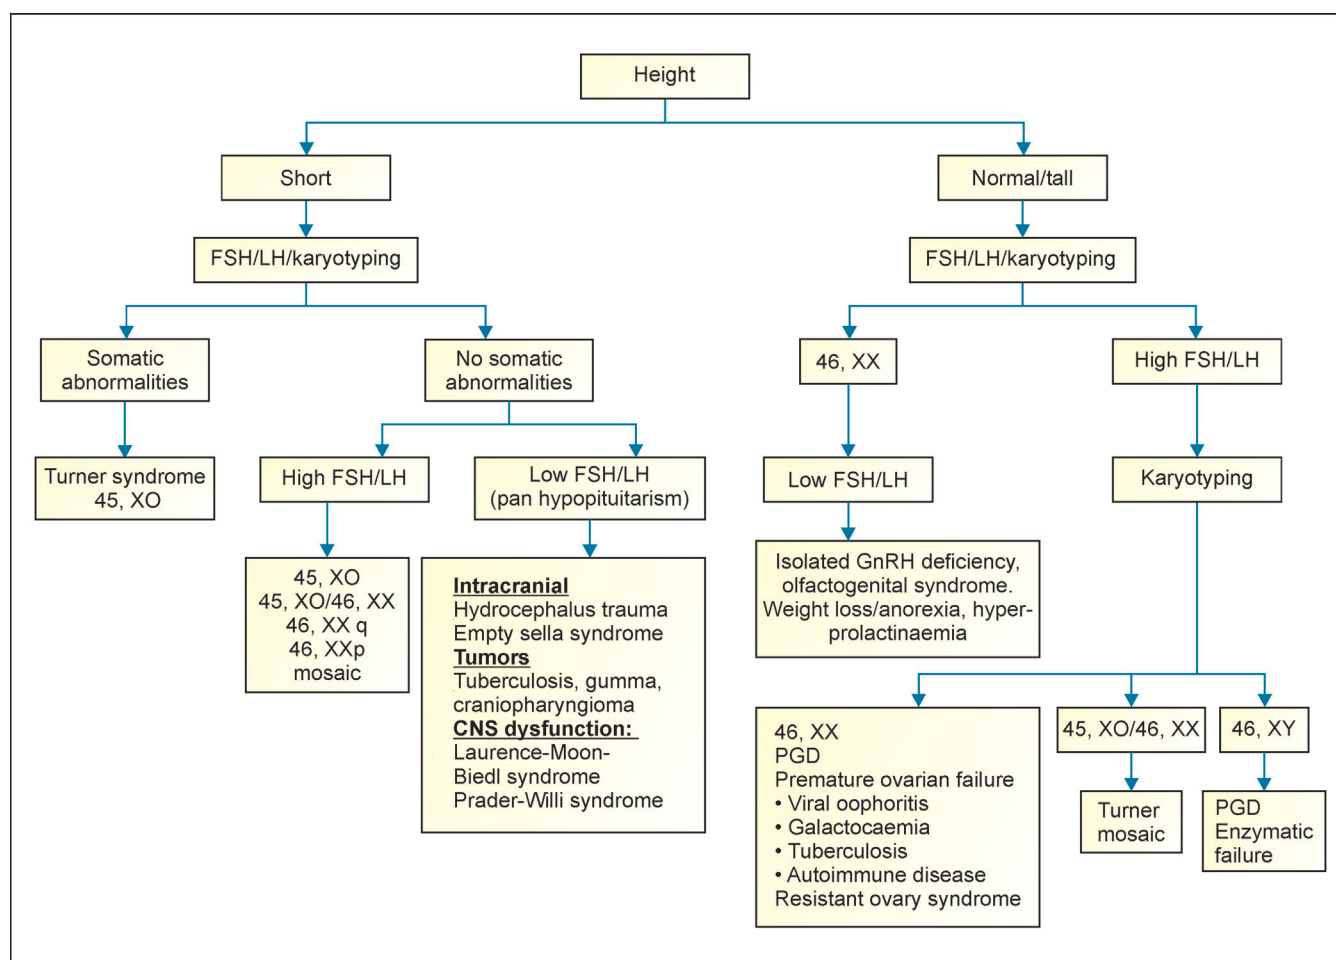 Height
Short
Normal/tall
FSH/LH/karyotyping
FSH/LH/karyotyping
Somatic
abnormalities
No somatic
abnormalities
46, XX
High FSH/LH
Turner syndrome
45, XO
High FSH/LH
Low FSH/LH
(pan hypopituitarism)
Low FSH/LH
Karyotyping
45, XO
45, XO/46, XX
46, XX q
46, XXp
mosaic
Intracranial
Hydrocephalus trauma
Empty sella syndrome
Tumors
Tuberculosis, gumma,
craniopharyngioma
CNS dysfunction:
Laurence-Moon-
Biedl syndrome
Prader-Willi syndrome
Isolated GnRH deficiency,
olfactogenital syndrome.
Weight loss/anorexia, hyper-
prolactinaemia
46, XX
PGD
Premature ovarian failure
• Viral oophoritis
• Galactocaemia
• Tuberculosis
• Autoimmune disease
Resistant ovary syndrome
45, XO/46, XX
46, XY
Turner
mosaic
PGD
Enzymatic
failure